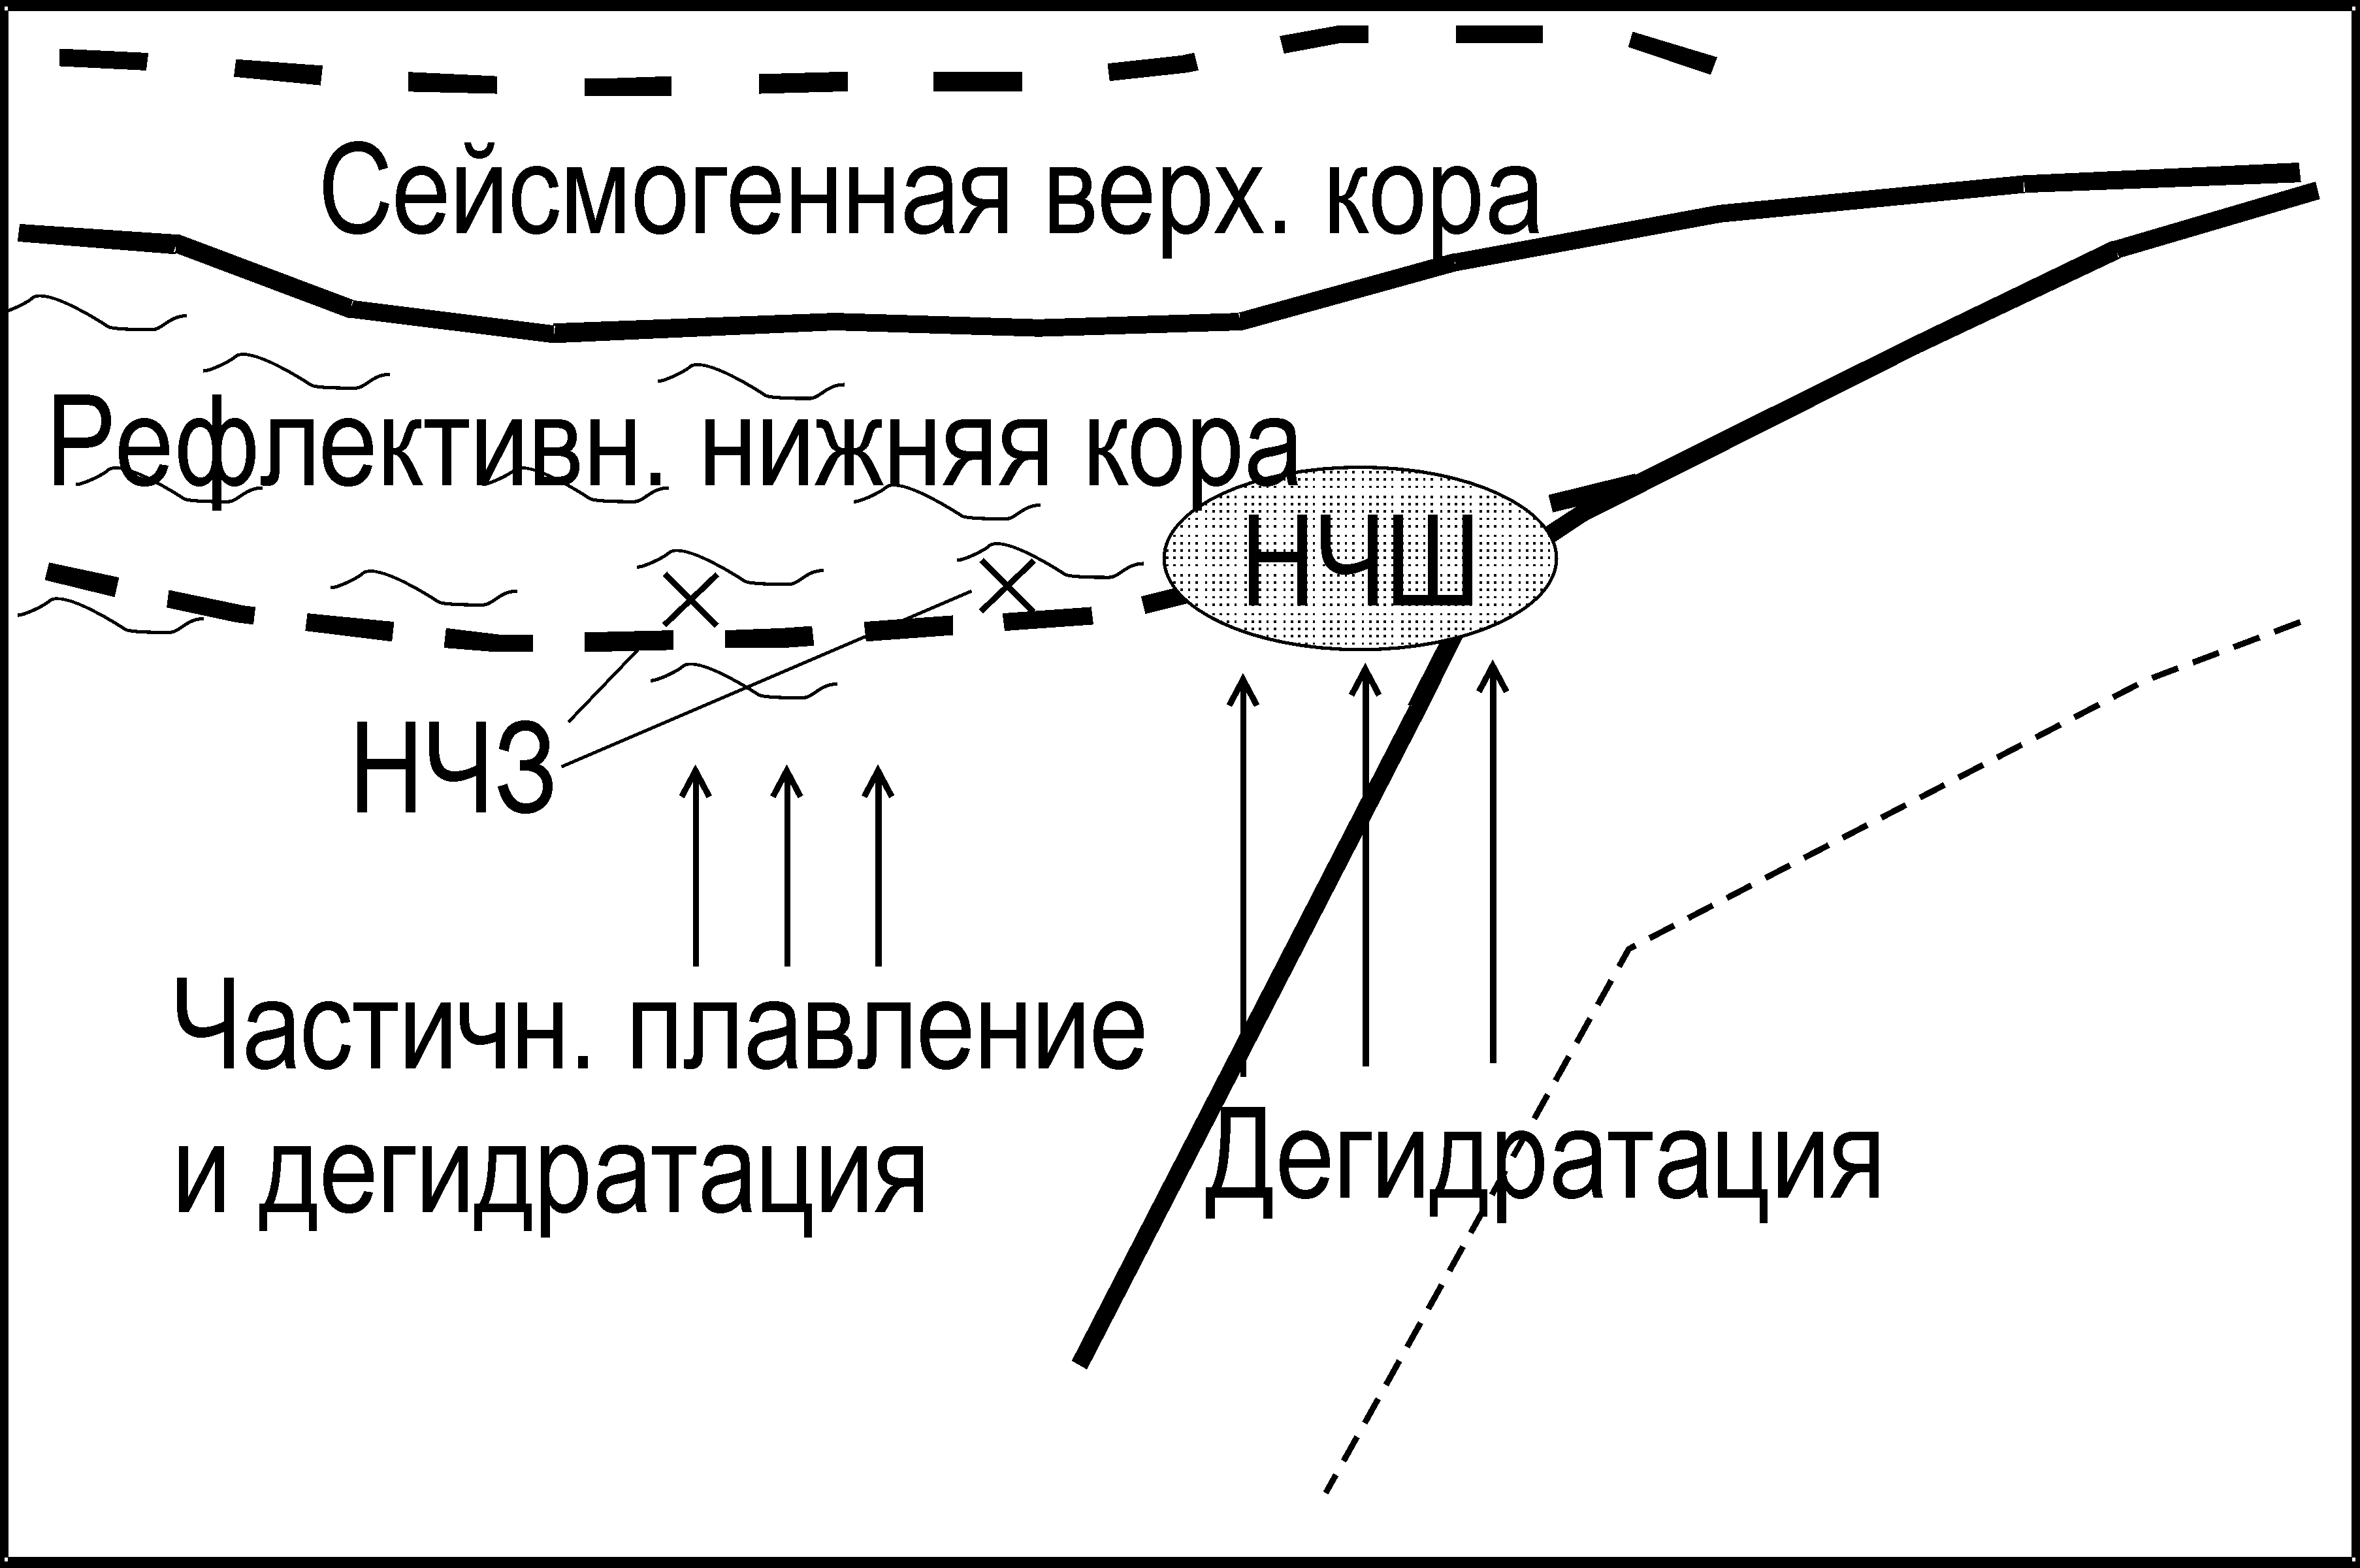 Сейсмогенная верх. кора
Рефлективн. нижняя кора
НЧШ
НЧЗ
Частичн. плавление
и дегидратация
Дегидратация